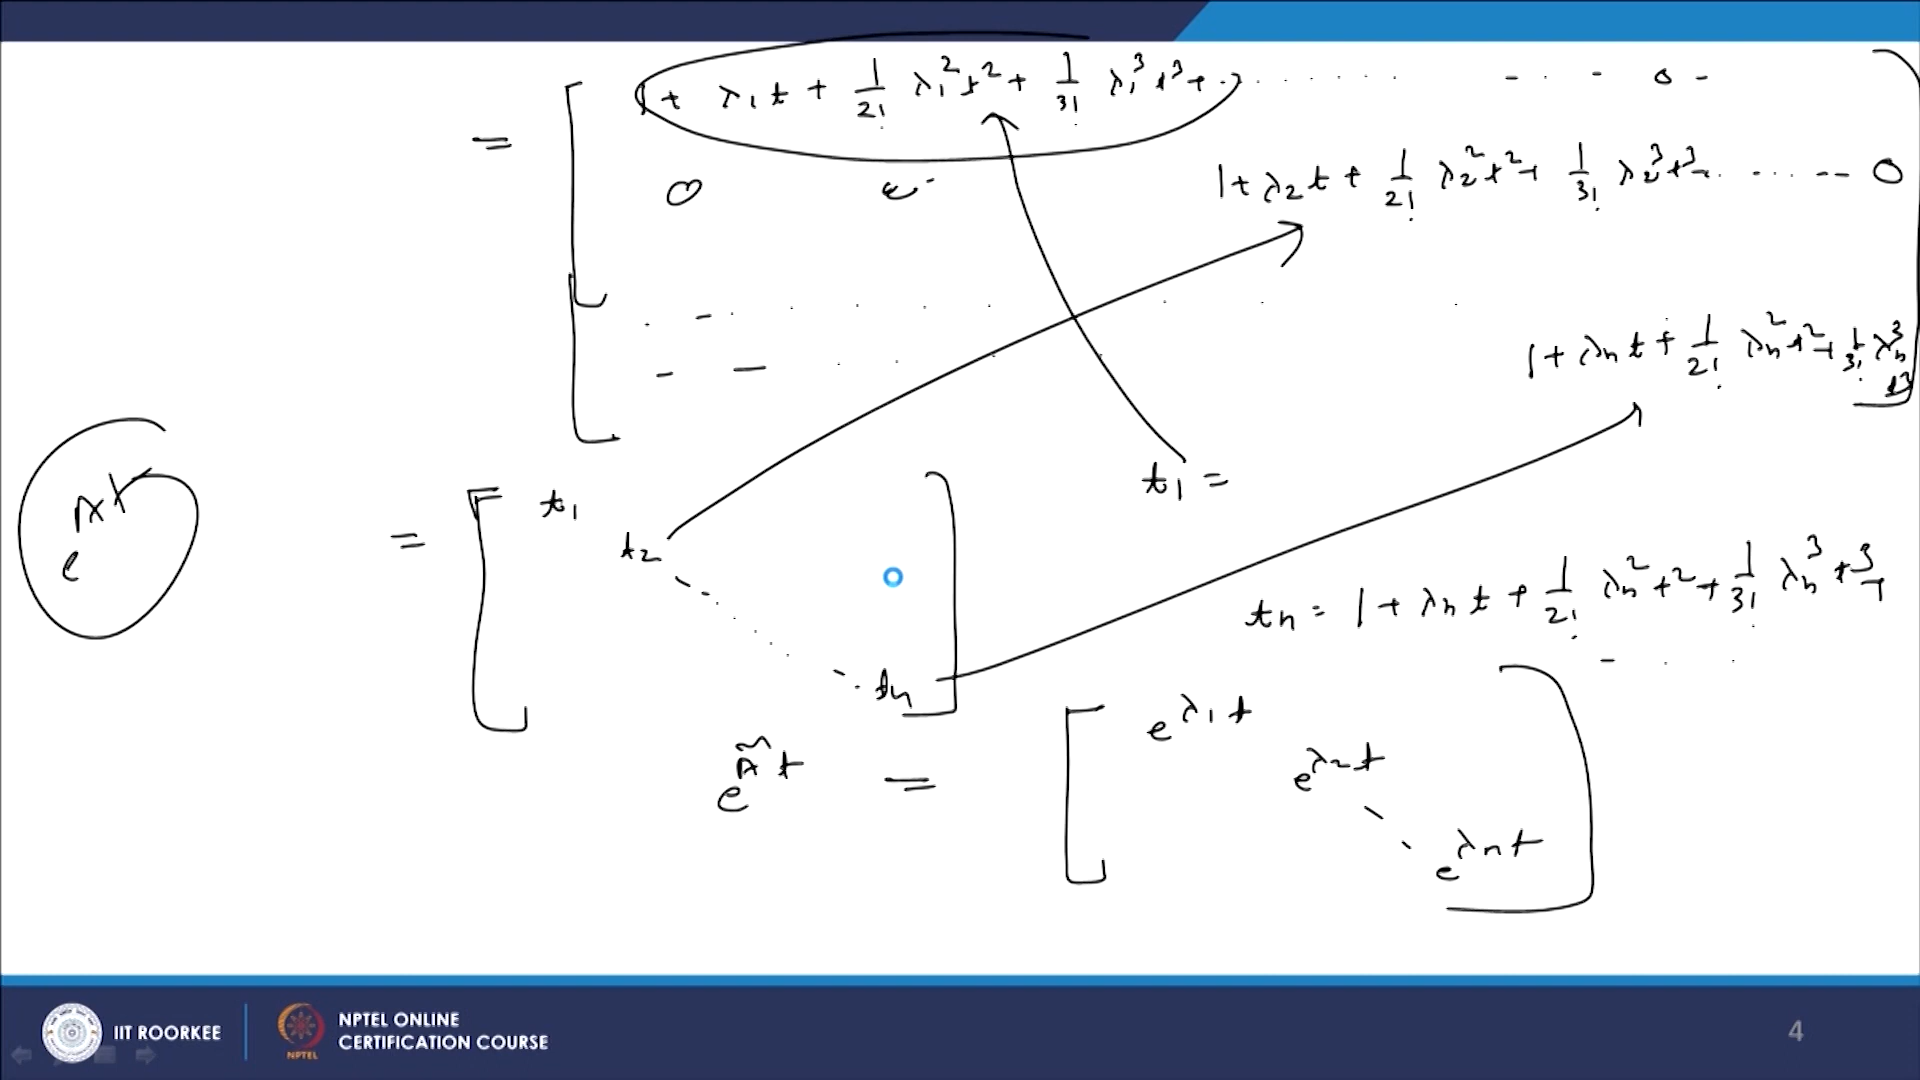 = [ 1 + λ₁t + 1/2! λ₁²t² + 1/3! λ₁³t³ + ·) · · · · · · - · - 0 -
0 1 + λ₂t + 1/2! λ₂²t² + 1/3! λ₂³t³ · · · · -- 0
- · · · ·
- - · · 1 + λₙt + 1/2! λₙ²t² + 1/3! λₙ³t³ ]
e^{At} = [ t₁ t₂ · · · tₙ ]
t₁ =
tₙ = 1 + λₙt + 1/2! λₙ²t² + 1/3! λₙ³t³ + - · ·
e^{Ãt} = [ e^{λ₁t} e^{λ₂t} · · e^{λₙt} ]
IIT ROORKEE
NPTEL
NPTEL ONLINE
CERTIFICATION COURSE
4